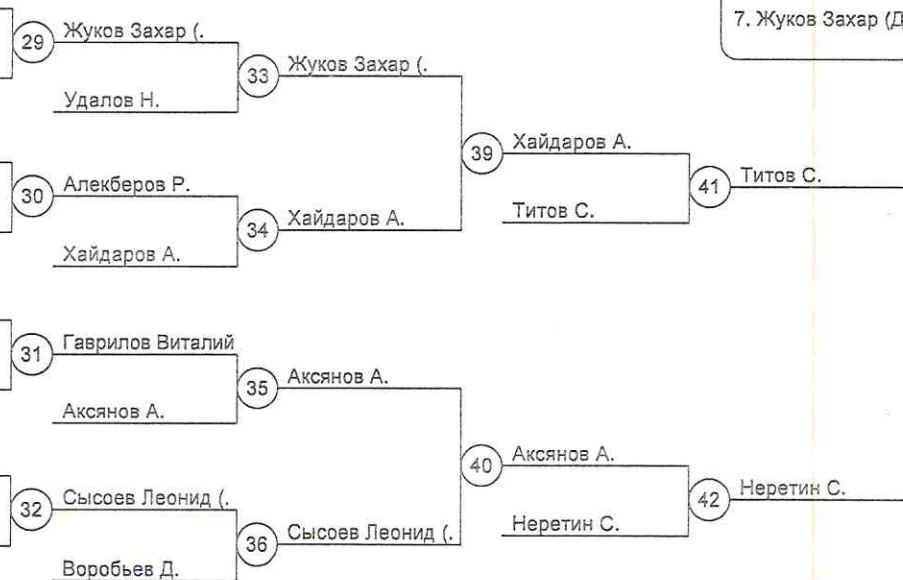 7. Жуков Захар (Д
29 Жуков Захар (.
33 Жуков Захар (.
Удалов Н.
39 Хайдаров А.
30 Алекберов Р.
41 Титов С.
34 Хайдаров А.
Титов С.
Хайдаров А.
31 Гаврилов Виталий
35 Аксянов А.
Аксянов А.
40 Аксянов А.
32 Сысоев Леонид (.
42 Неретин С.
36 Сысоев Леонид (.
Неретин С.
Воробьев Д.